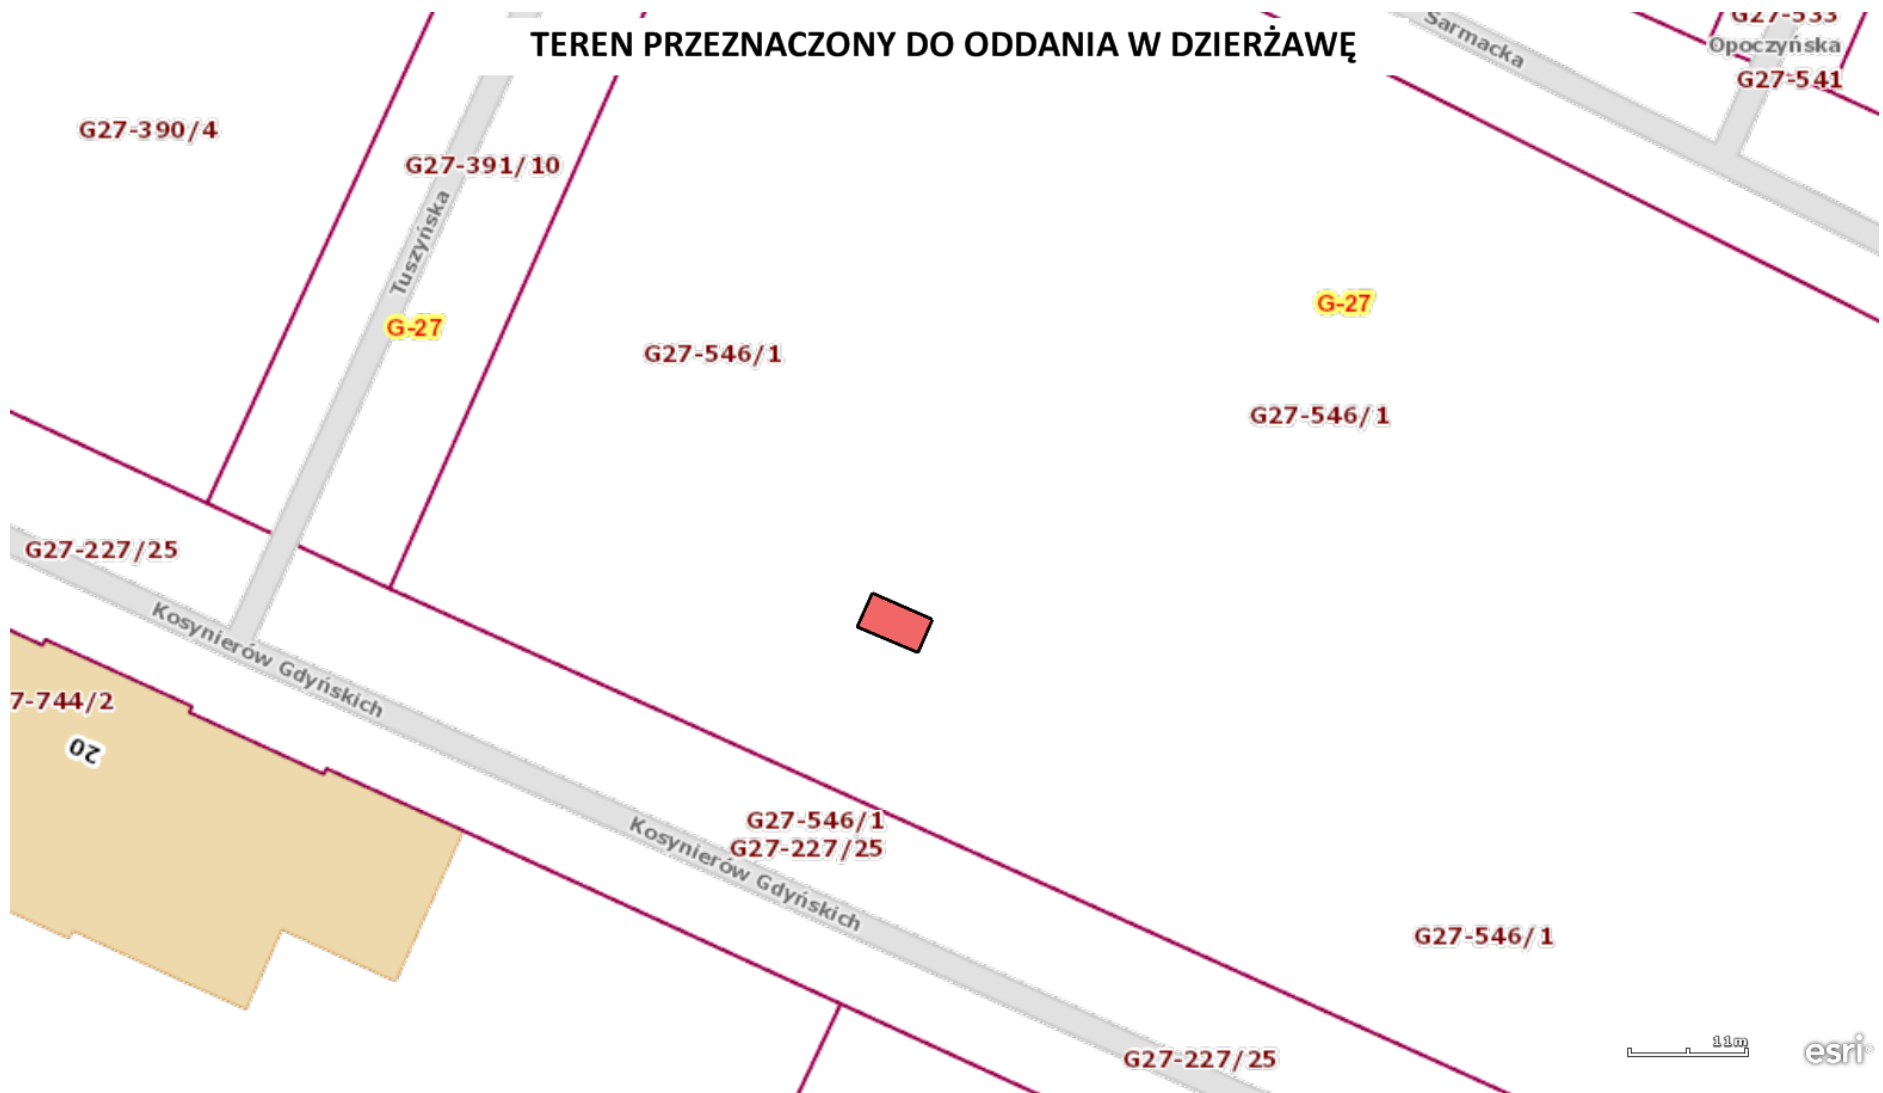 G27-533
Sarmacka
TEREN PRZEZNACZONY DO ODDANIA W DZIERŻAWĘ
Opoczyńska
G27-541
G27-390/4
G27-391/10
Tuszyńska
G-27
G-27
G27-546/1
G27-546/1
G27-227/25
Kosynierów Gdyńskich
7-744/2
20
G27-546/1
G27-227/25
Kosynierów Gdyńskich
G27-546/1
11m
G27-227/25
esri